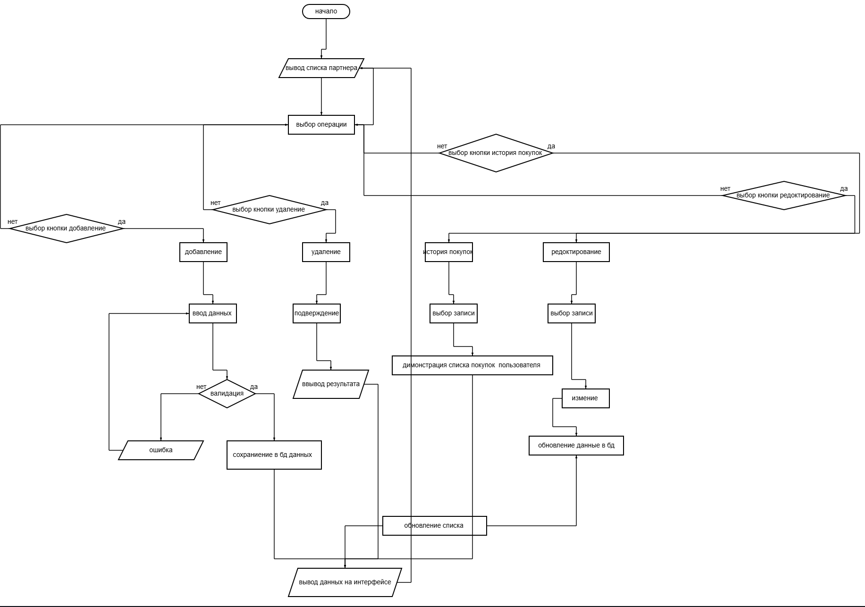 начало
вывод списка партнера
выбор операции
нет
выбор кнопки история покупок
да
нет
выбор кнопки редоктирование
да
нет
выбор кнопки удаление
да
нет
выбор кнопки добавление
да
добавление
удаление
история покупок
редоктирование
ввод данных
подверждение
выбор записи
выбор записи
димонстрация списка покупок пользователя
ввывод результата
нет
валидация
да
измение
ошибка
сохраниение в бд данных
обновление данные в бд
обновление списка
вывод данных на интерфейсе